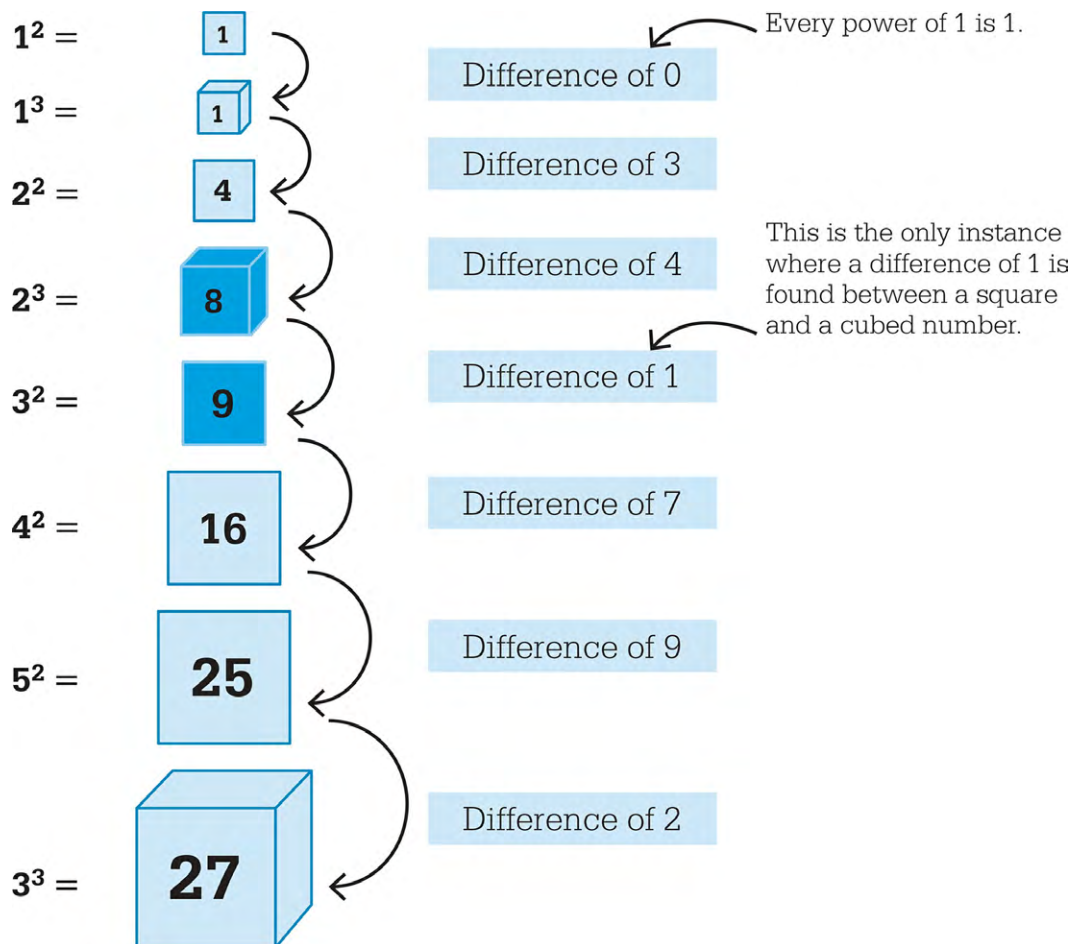 1² = 1
Every power of 1 is 1.
Difference of 0
1³ = 1
Difference of 3
2² = 4
Difference of 4
This is the only instance
where a difference of 1 is
found between a square
and a cubed number.
2³ = 8
Difference of 1
3² = 9
Difference of 7
4² = 16
Difference of 9
5² = 25
Difference of 2
3³ = 27